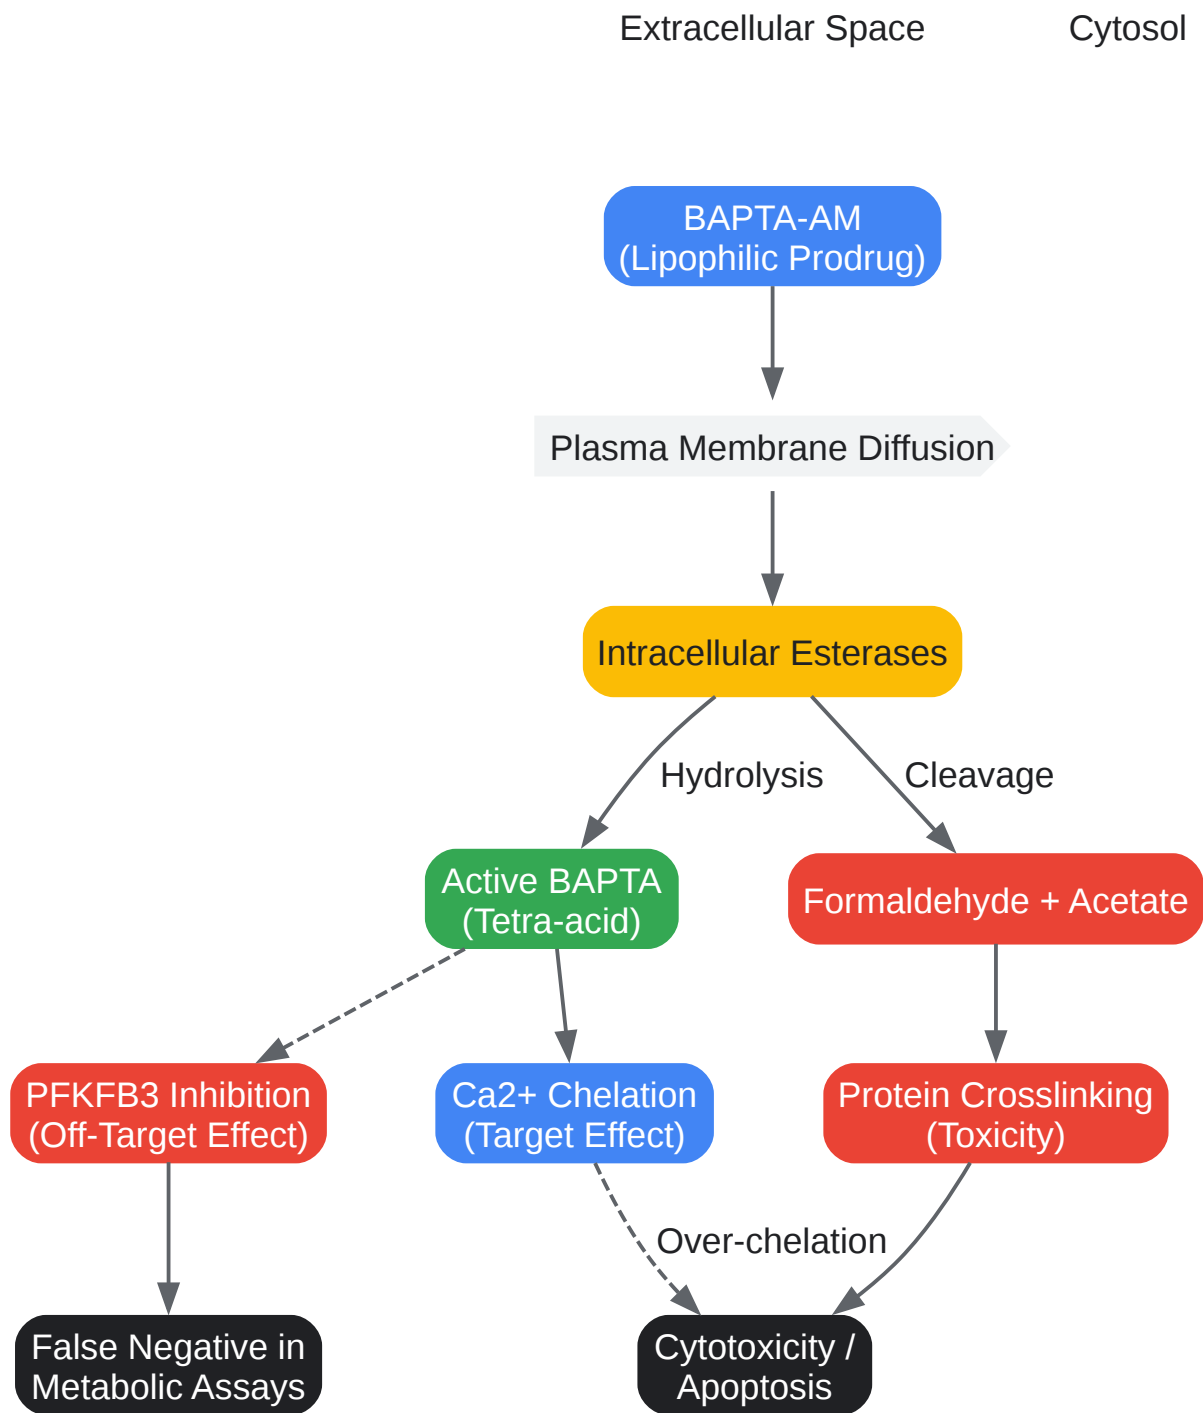 Extracellular Space
Cytosol
BAPTA-AM
(Lipophilic Prodrug)
Plasma Membrane Diffusion
Intracellular Esterases
Hydrolysis
Cleavage
Active BAPTA
(Tetra-acid)
Formaldehyde + Acetate
PFKFB3 Inhibition
(Off-Target Effect)
Ca2+ Chelation
(Target Effect)
Protein Crosslinking
(Toxicity)
Over-chelation
False Negative in
Metabolic Assays
Cytotoxicity /
Apoptosis